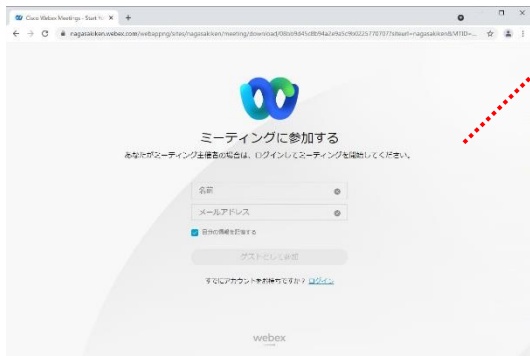 Cisco Webex Meetings - Start Yo
nagasakiken.webex.com/webappng/sites/nagasakiken/meeting/download/
ミーティングに参加する
あなたがミーティング主催者の場合は、ログインしてミーティングを開始してください。
名前
メールアドレス
自分の情報を記憶する
ゲストとして参加
すでにアカウントをお持ちですか? ログイン
webex